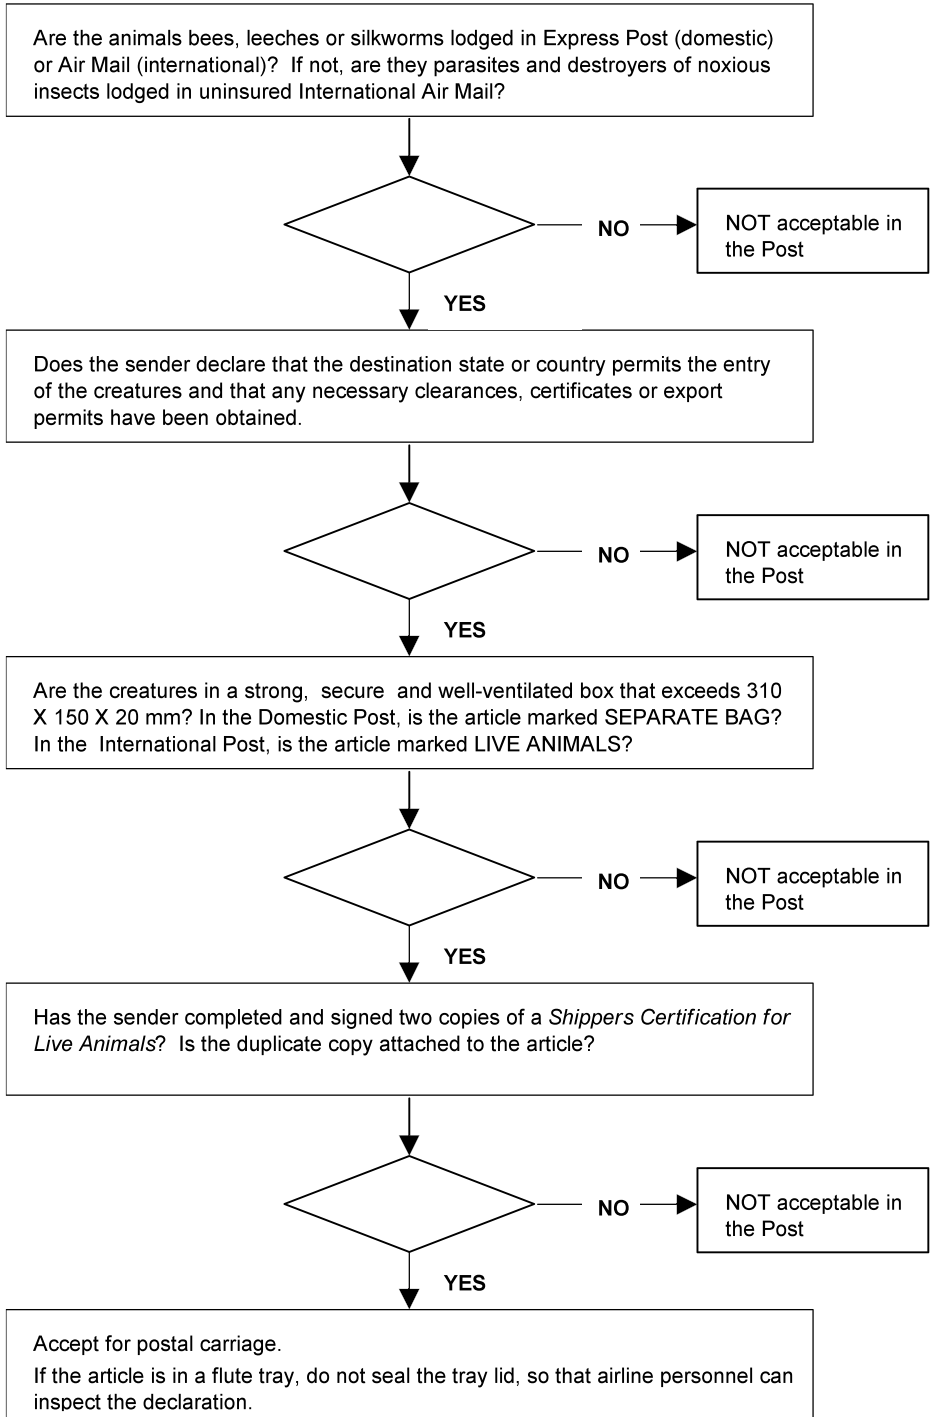 Are the animals bees, leeches or silkworms lodged in Express Post (domestic)
or Air Mail (international)?  If not, are they parasites and destroyers of noxious
insects lodged in uninsured International Air Mail?
NO
NOT acceptable in
the Post
YES
Does the sender declare that the destination state or country permits the entry
of the creatures and that any necessary clearances, certificates or export
permits have been obtained.
NO
NOT acceptable in
the Post
YES
Are the creatures in a strong,  secure  and well-ventilated box that exceeds 310
X 150 X 20 mm? In the Domestic Post, is the article marked SEPARATE BAG?
In the  International Post, is the article marked LIVE ANIMALS?
NO
NOT acceptable in
the Post
YES
Has the sender completed and signed two copies of a Shippers Certification for
Live Animals?  Is the duplicate copy attached to the article?
NO
NOT acceptable in
the Post
YES
Accept for postal carriage.
If the article is in a flute tray, do not seal the tray lid, so that airline personnel can
inspect the declaration.